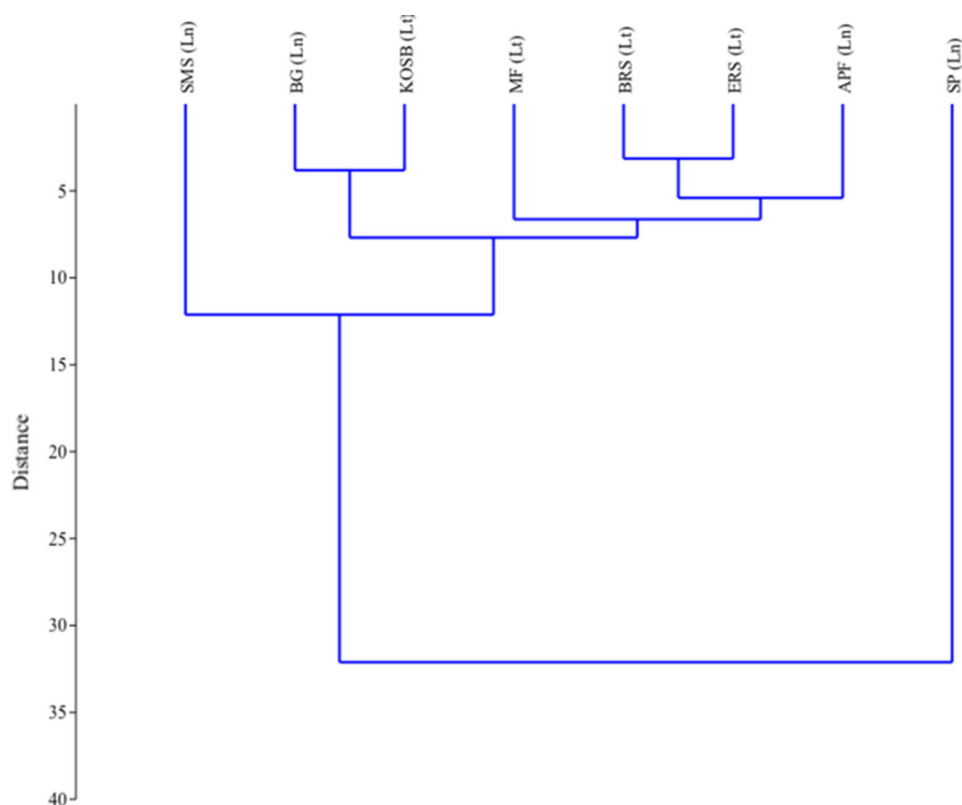 SMS (Ln)
BG (Ln)
KOSB (Lt)
MF (Lt)
BRS (Lt)
ERS (Lt)
APF (Ln)
SP (Ln)
Distance
5
10
15
20
25
30
35
40